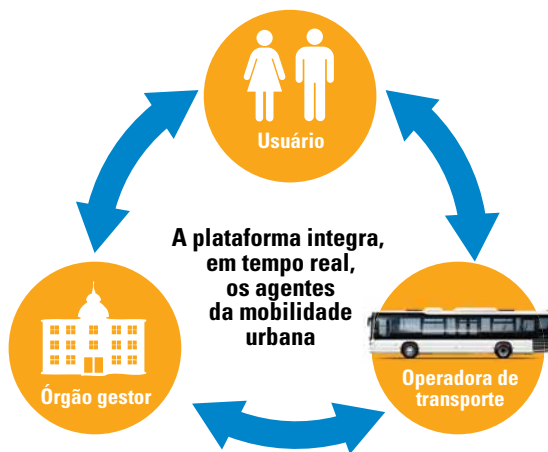 Usuário
A plataforma integra,
em tempo real,
os agentes
da mobilidade
urbana
Órgão gestor
Operadora de
transporte